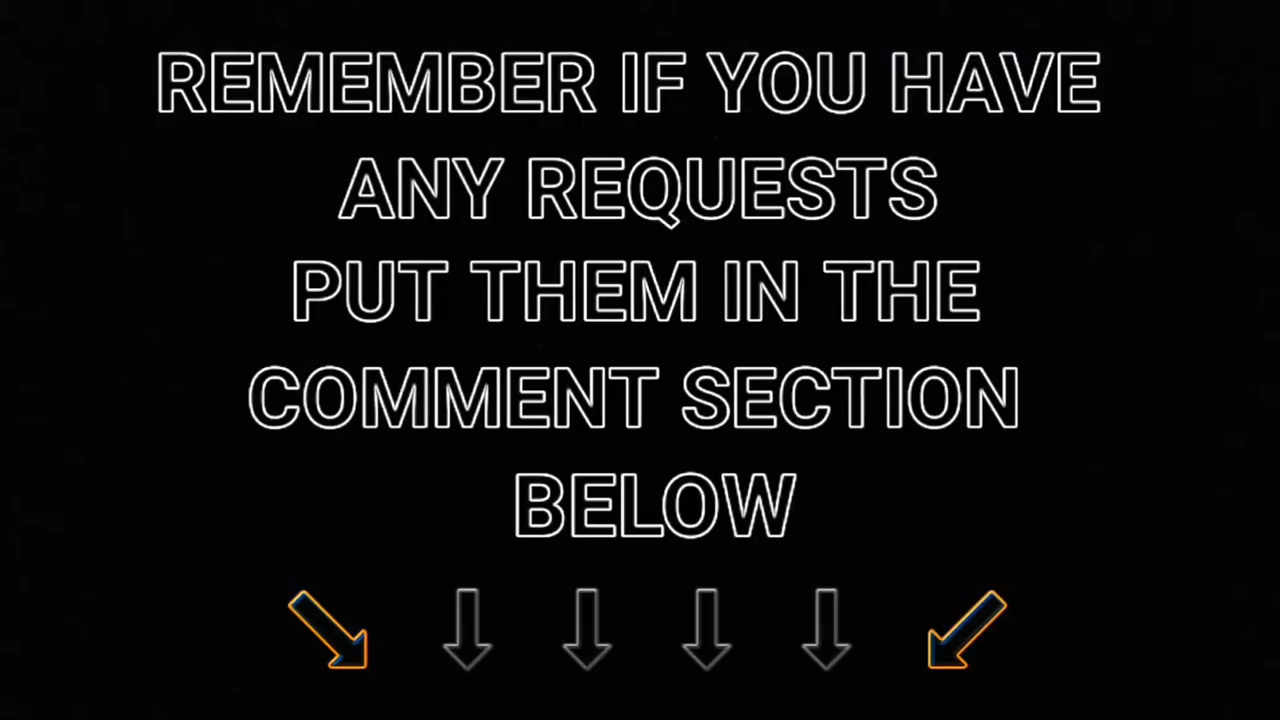 REMEMBER IF YOU HAVE
ANY REQUESTS
PUT THEM IN THE
COMMENT SECTION
BELOW